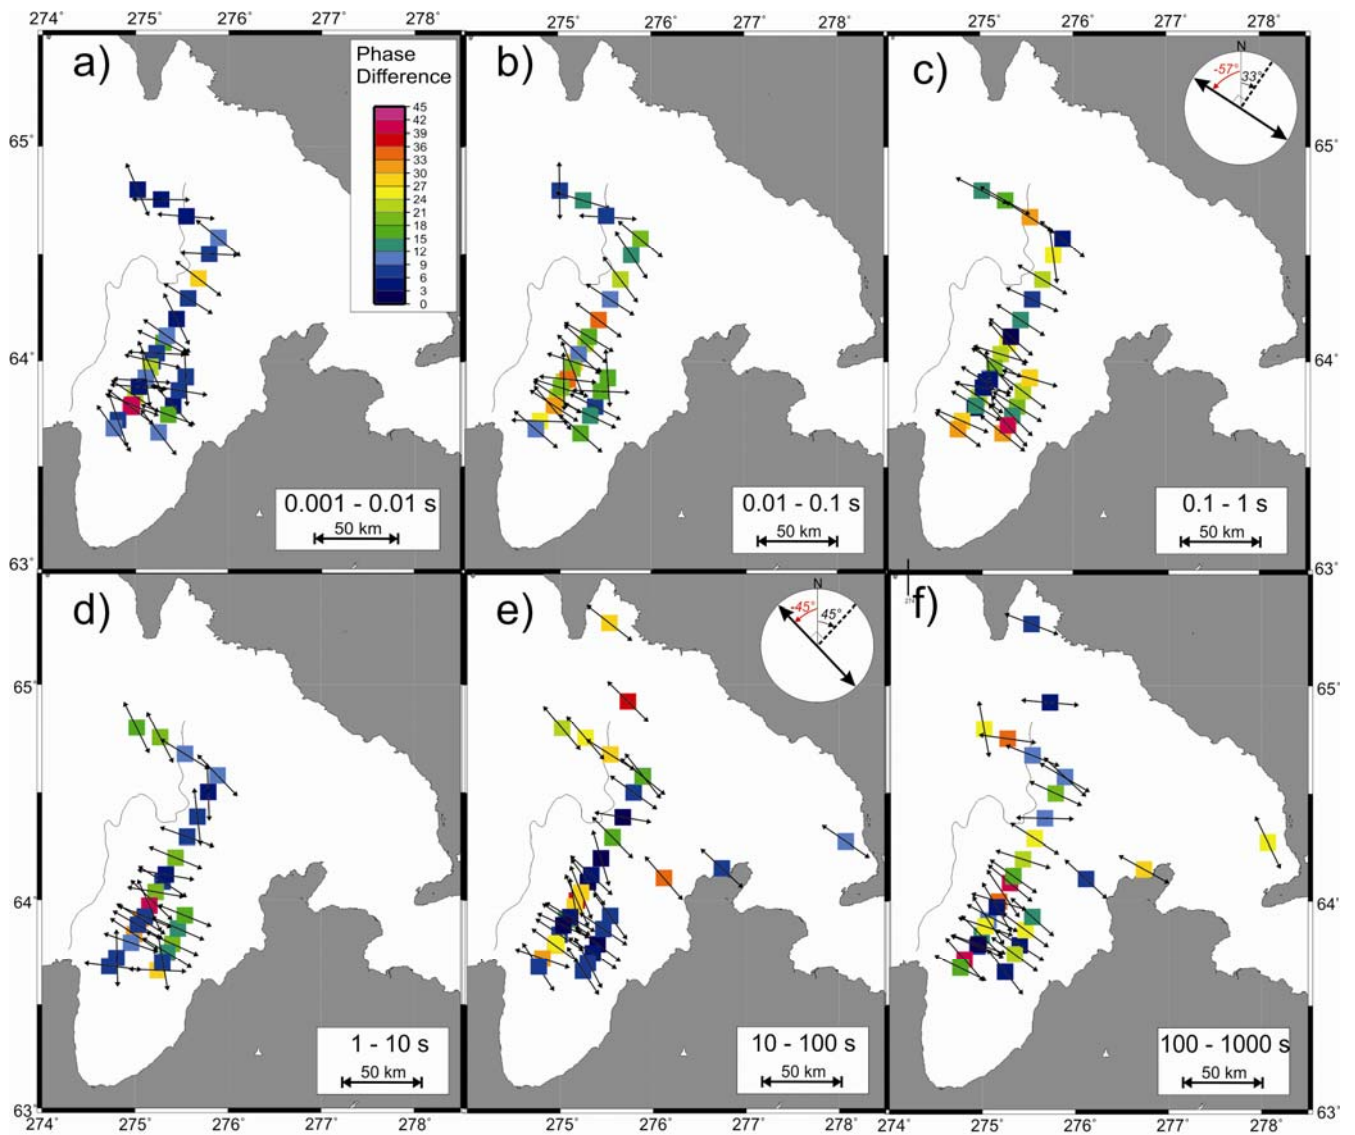 274˚ 275˚ 276˚ 277˚ 278˚ 275˚ 276˚ 277˚ 278˚ 275˚ 276˚ 277˚ 278˚
a)
Phase
Difference
45
42
39
36
33
30
27
24
21
18
15
12
9
6
3
0
b)
c)
N
-57°
33°
65˚ 65˚
64˚ 64˚
0.001 - 0.01 s
50 km
0.01 - 0.1 s
50 km
0.1 - 1 s
50 km
63˚ 63˚
d)
e)
N
-45°
45°
f)
65˚ 65˚
64˚ 64˚
1 - 10 s
50 km
10 - 100 s
50 km
100 - 1000 s
50 km
63˚ 63˚
274˚ 275˚ 276˚ 277˚ 278˚ 275˚ 276˚ 277˚ 278˚ 275˚ 276˚ 277˚ 278˚